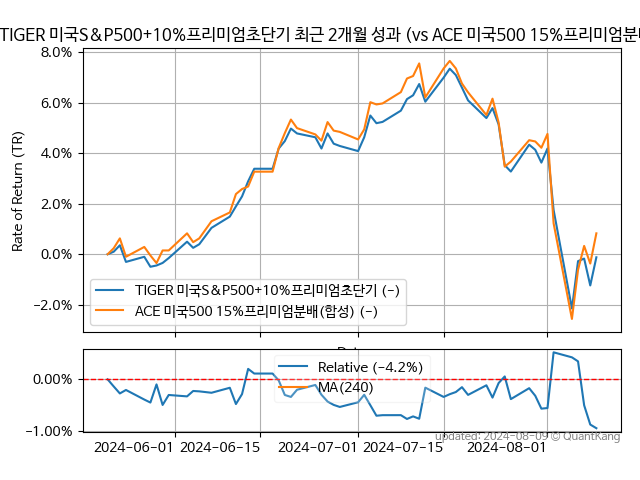 TIGER 미국S&P500+10%프리미엄초단기 최근 2개월 성과 (vs ACE 미국500 15%프리미엄분
8.0%
6.0%
4.0%
2.0%
0.0%
−2.0%
Rate of Return (TR)
TIGER 미국S&P500+10%프리미엄초단기 (-)
ACE 미국500 15%프리미엄분배(합성) (-)
0.00%
−1.00%
Relative (-4.2%)
MA(240)
2024-06-01 2024-06-15 2024-07-01 2024-07-15 2024-08-01
updated: 2024-08-09 © QuantKang